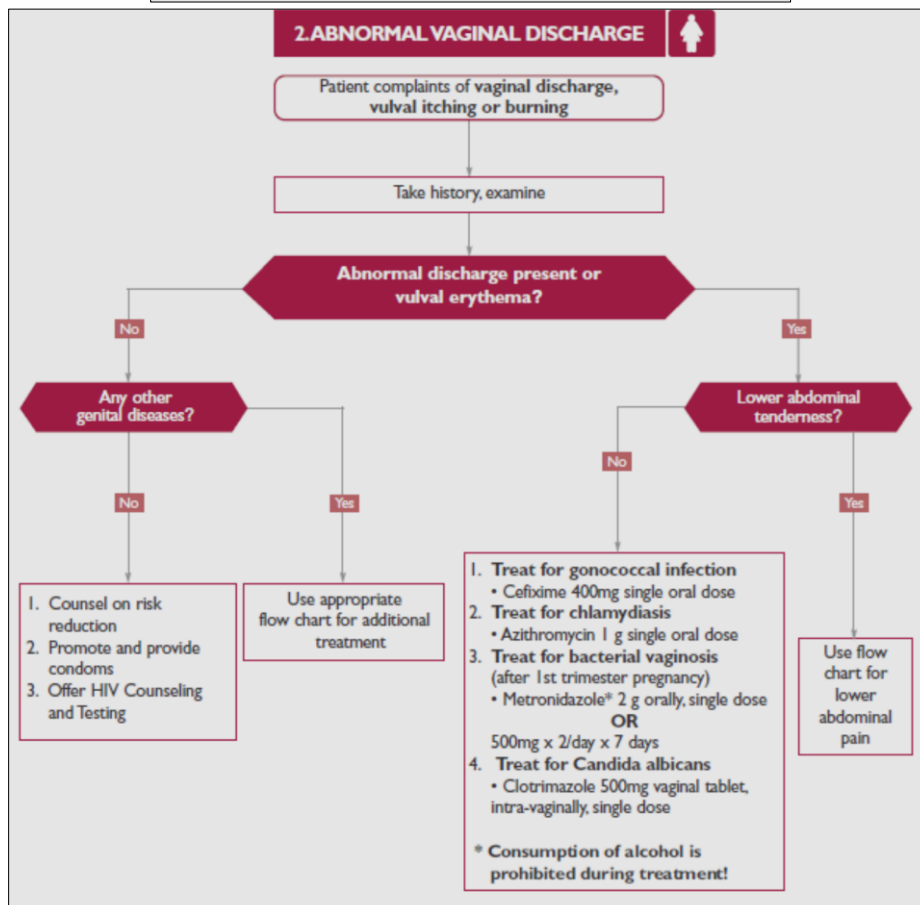 2. ABNORMAL VAGINAL DISCHARGE
Patient complaints of vaginal discharge,
vulval itching or burning
Take history, examine
Abnormal discharge present or
vulval erythema?
No
Yes
Any other
genital diseases?
Lower abdominal
tenderness?
No
Yes
No
Yes
1. Counsel on risk
reduction
2. Promote and provide
condoms
3. Offer HIV Counseling
and Testing
Use appropriate
flow chart for additional
treatment
1. Treat for gonococcal infection
• Cefixime 400mg single oral dose
2. Treat for chlamydiasis
• Azithromycin 1 g single oral dose
3. Treat for bacterial vaginosis
(after 1st trimester pregnancy)
• Metronidazole* 2 g orally, single dose
OR
500mg x 2/day x 7 days
4. Treat for Candida albicans
• Clotrimazole 500mg vaginal tablet,
intra-vaginally, single dose
* Consumption of alcohol is
prohibited during treatment!
Use flow
chart for
lower
abdominal
pain